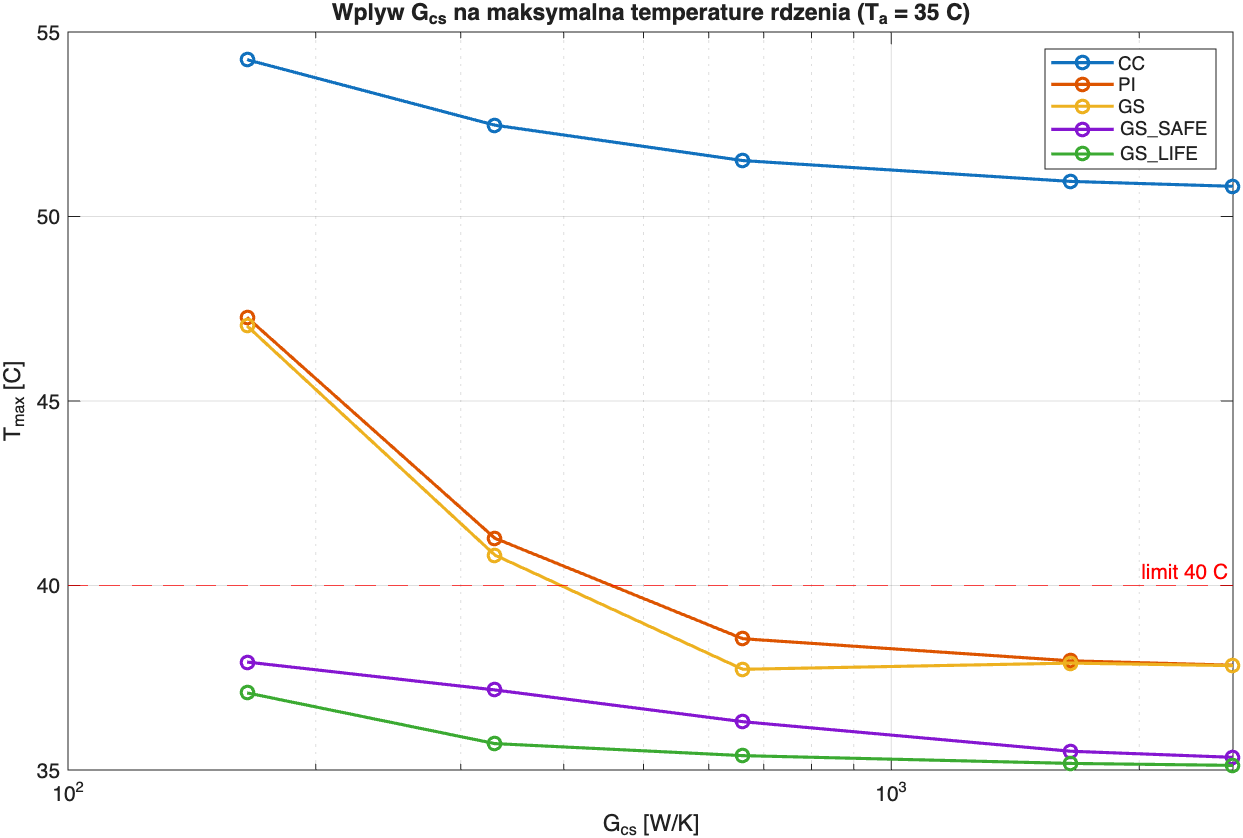 Wplyw Gcs na maksymalna temperature rdzenia (Ta = 35 C)
55
50
45
40
35
Tmax [C]
CC
PI
GS
GS_SAFE
GS_LIFE
limit 40 C
10²
10³
Gcs [W/K]